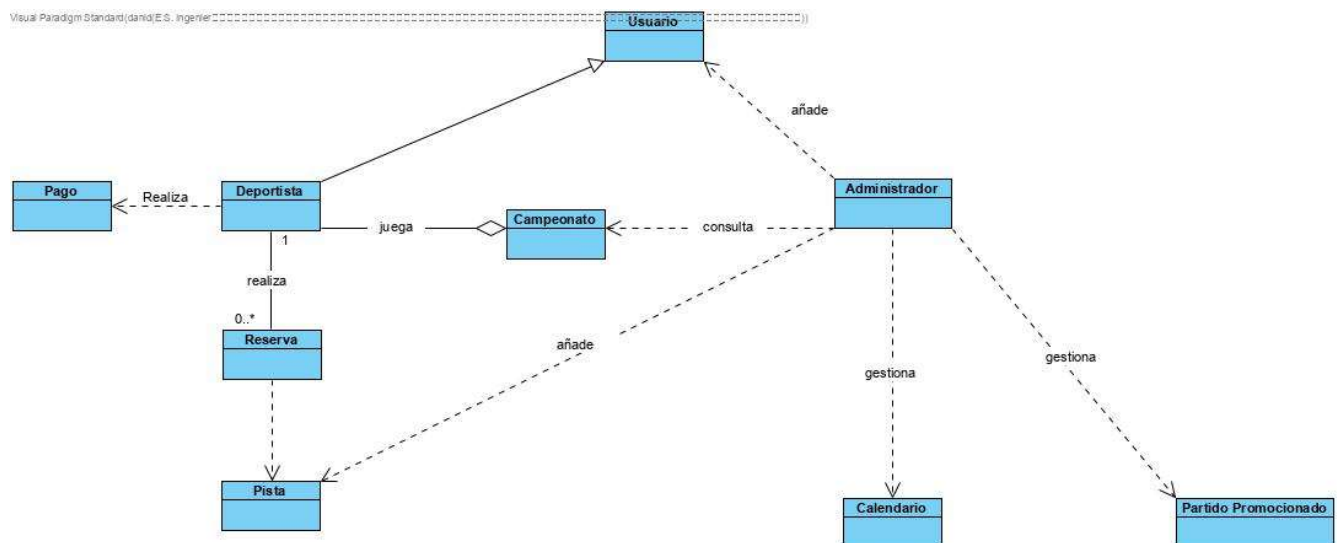 Visual Paradigm Standard(danid(E.S. Ingenier
Usuario
añade
Pago
Realiza
Deportista
Administrador
juega
Campeonato
consulta
1
realiza
0..*
Reserva
añade
gestiona
gestiona
Pista
Calendario
Partido Promocionado